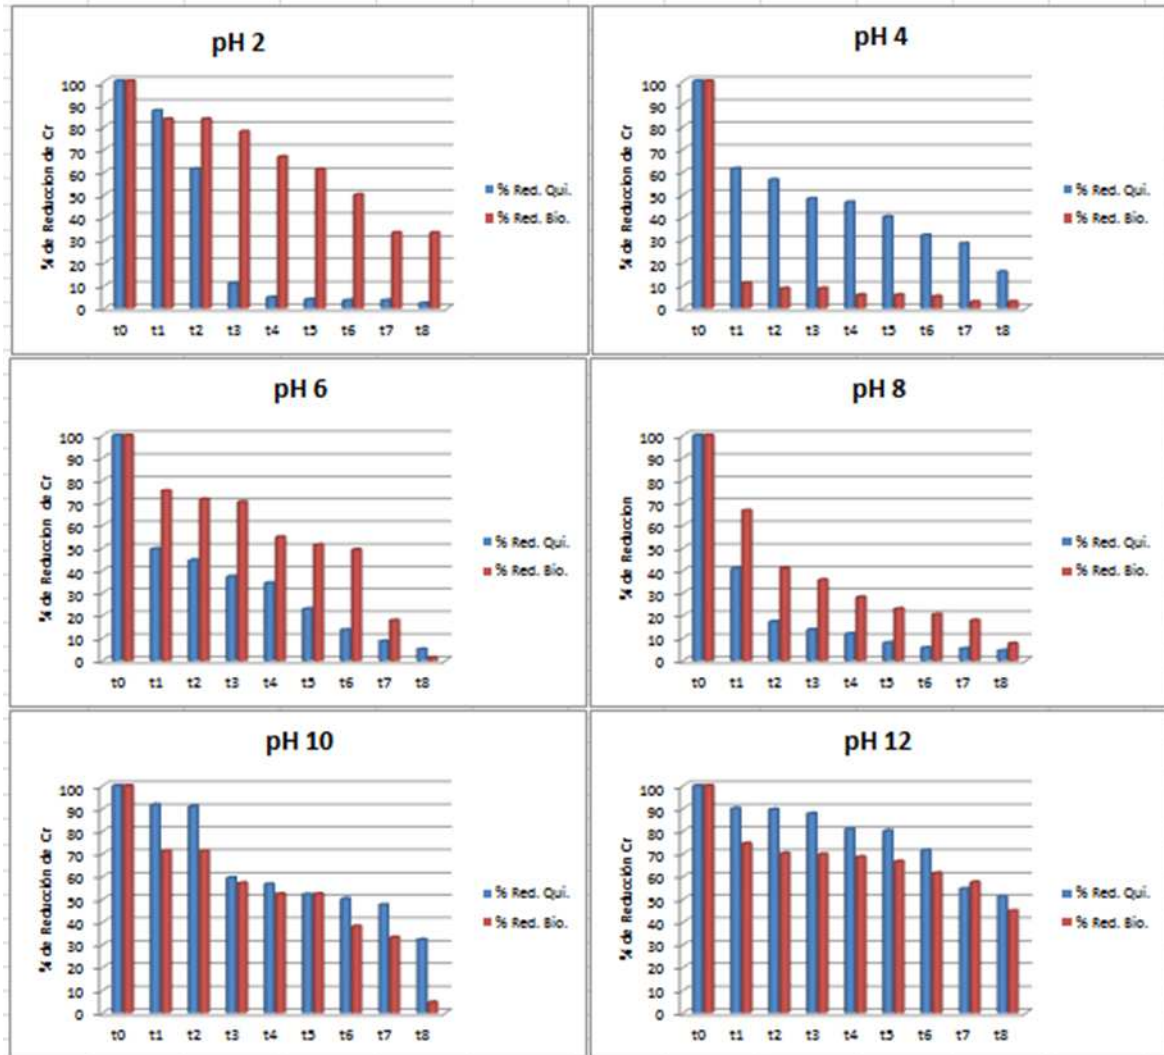 pH 2
% de Reduccion de Cr
100
90
80
70
60
50
40
30
20
10
0
t0 t1 t2 t3 t4 t5 t6 t7 t8
% Red. Qui.
% Red. Bio.
pH 4
% de Reduccion de Cr
100
90
80
70
60
50
40
30
20
10
0
t0 t1 t2 t3 t4 t5 t6 t7 t8
% Red. Qui.
% Red. Bio.
pH 6
% de Reduccion de Cr
100
90
80
70
60
50
40
30
20
10
0
t0 t1 t2 t3 t4 t5 t6 t7 t8
% Red. Qui.
% Red. Bio.
pH 8
% de Reduccion
100
90
80
70
60
50
40
30
20
10
0
t0 t1 t2 t3 t4 t5 t6 t7 t8
% Red. Qui.
% Red. Bio.
pH 10
% de Reducción de Cr
100
90
80
70
60
50
40
30
20
10
0
t0 t1 t2 t3 t4 t5 t6 t7 t8
% Red. Qui.
% Red. Bio.
pH 12
% de Reducción Cr
100
90
80
70
60
50
40
30
20
10
0
t0 t1 t2 t3 t4 t5 t6 t7 t8
% Red. Qui.
% Red. Bio.